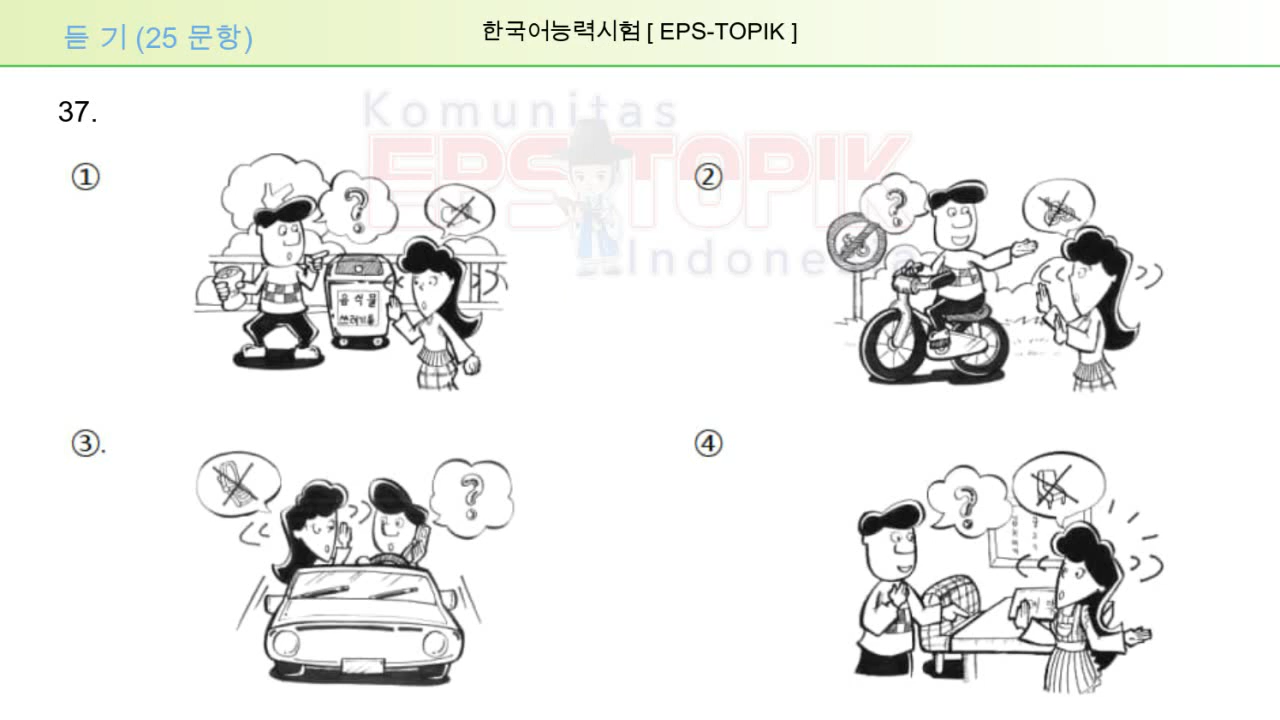 듣 기 (25 문항)
한국어능력시험 [ EPS-TOPIK ]
37.
Komunitas
EPS TOPIK
Indonesia
①
②
음 식 물
쓰레기통
③.
④
?
?
?
?